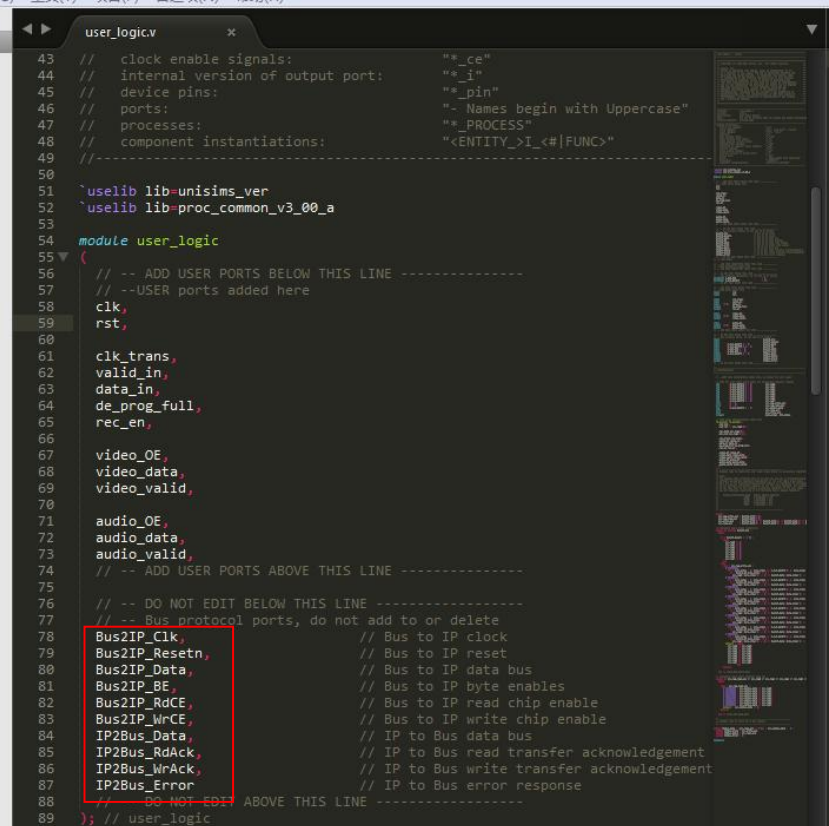 user_logic.v ×
43 // clock enable signals: "*_ce"
44 // internal version of output port: "*_i"
45 // device pins: "*_pin"
46 // ports: "- Names begin with Uppercase"
47 // processes: "*_PROCESS"
48 // component instantiations: "<ENTITY_>I_<#|FUNC>"
49 //----------------------------------------------------------------------------
50
51 `uselib lib=unisims_ver
52 `uselib lib=proc_common_v3_00_a
53
54 module user_logic
55 (
56 // -- ADD USER PORTS BELOW THIS LINE ---------------
57 // --USER ports added here
58 clk,
59 rst,
60
61 clk_trans,
62 valid_in,
63 data_in,
64 de_prog_full,
65 rec_en,
66
67 video_OE,
68 video_data,
69 video_valid,
70
71 audio_OE,
72 audio_data,
73 audio_valid,
74 // -- ADD USER PORTS ABOVE THIS LINE ---------------
75
76 // -- DO NOT EDIT BELOW THIS LINE ------------------
77 // -- Bus protocol ports, do not add to or delete
78 Bus2IP_Clk, // Bus to IP clock
79 Bus2IP_Resetn, // Bus to IP reset
80 Bus2IP_Data, // Bus to IP data bus
81 Bus2IP_BE, // Bus to IP byte enables
82 Bus2IP_RdCE, // Bus to IP read chip enable
83 Bus2IP_WrCE, // Bus to IP write chip enable
84 IP2Bus_Data, // IP to Bus data bus
85 IP2Bus_RdAck, // IP to Bus read transfer acknowledgement
86 IP2Bus_WrAck, // IP to Bus write transfer acknowledgement
87 IP2Bus_Error // IP to Bus error response
88 // -- DO NOT EDIT ABOVE THIS LINE ------------------
89 ); // user_logic